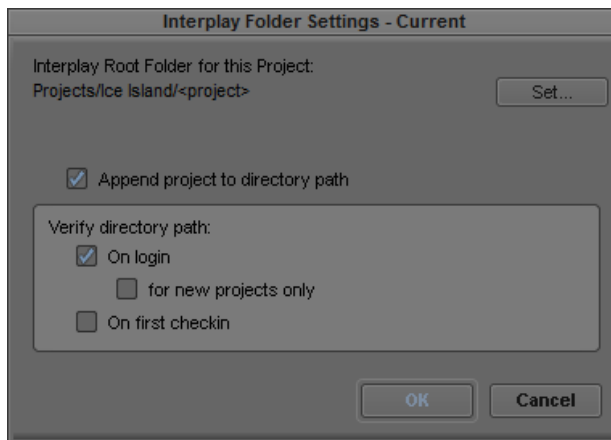 Interplay Folder Settings - Current
Interplay Root Folder for this Project:
Projects/Ice Island/<project>
Set...
Append project to directory path
Verify directory path:
On login
for new projects only
On first checkin
OK
Cancel